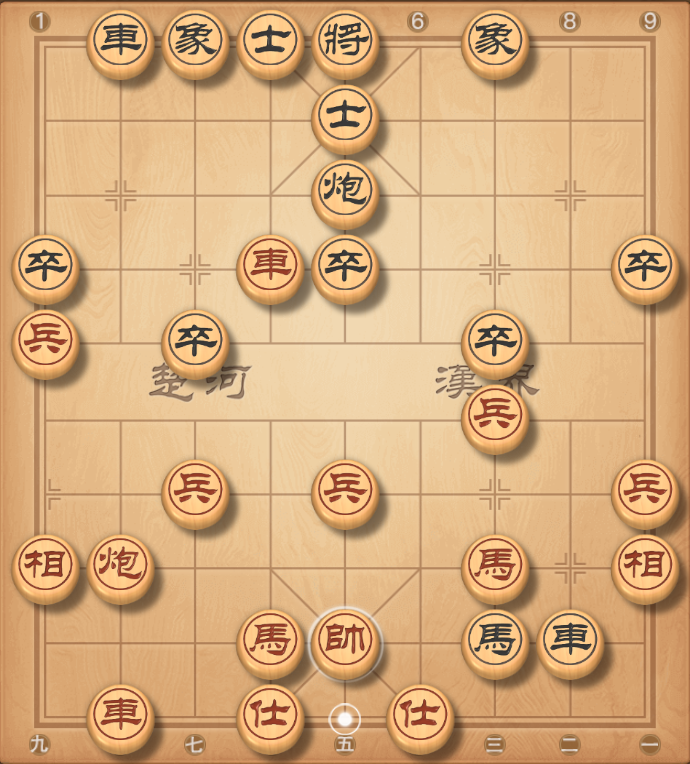 1 6 8 9
車 象 士 將 象
士
炮
卒 車 卒 卒
兵 卒 卒
楚河 漢界
兵
兵 兵 兵
相 炮 馬 相
馬 帥 馬 車
車 仕 仕
九 七 五 三 二 一